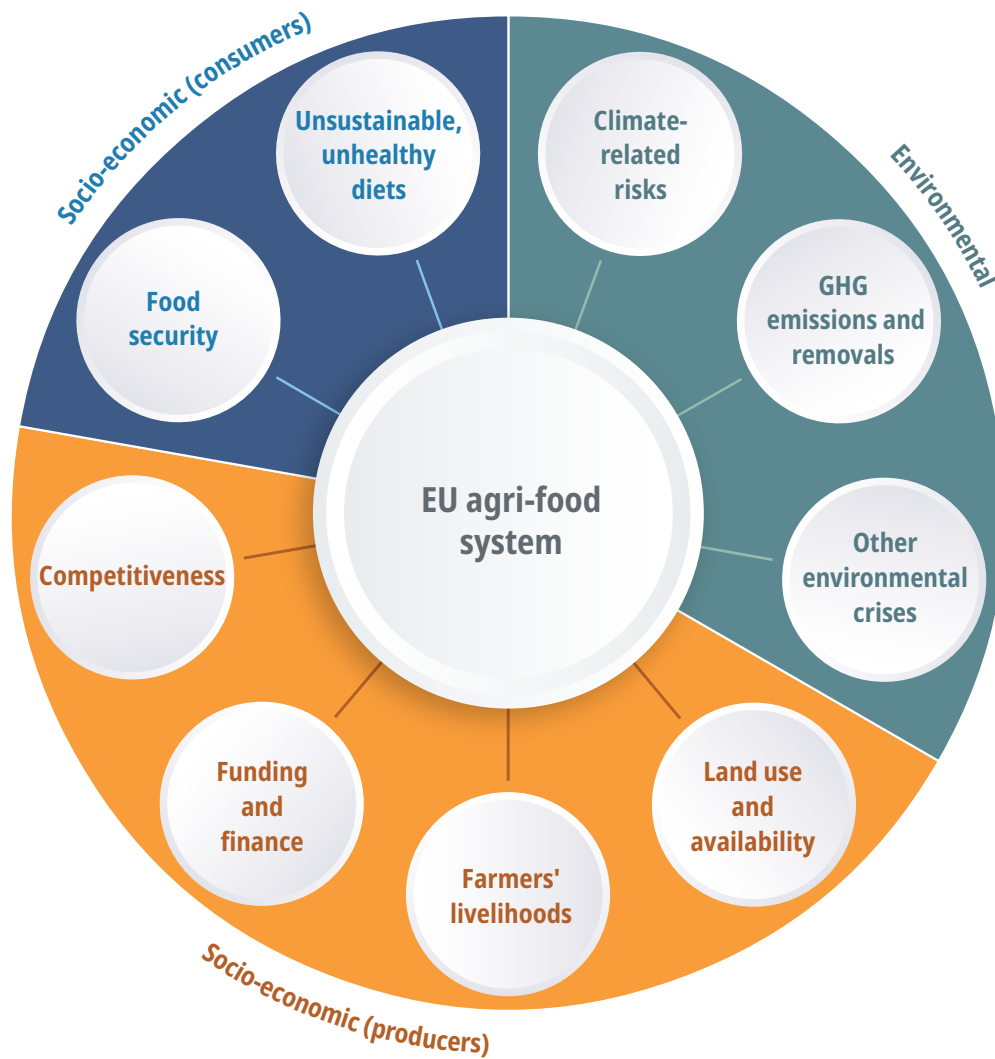 Socio-economic (consumers)
Unsustainable,
unhealthy
diets
Food
security
Environmental
Climate-
related
risks
GHG
emissions and
removals
Other
environmental
crises
EU agri-food
system
Competitiveness
Funding
and
finance
Farmers'
livelihoods
Land use
and
availability
Socio-economic (producers)